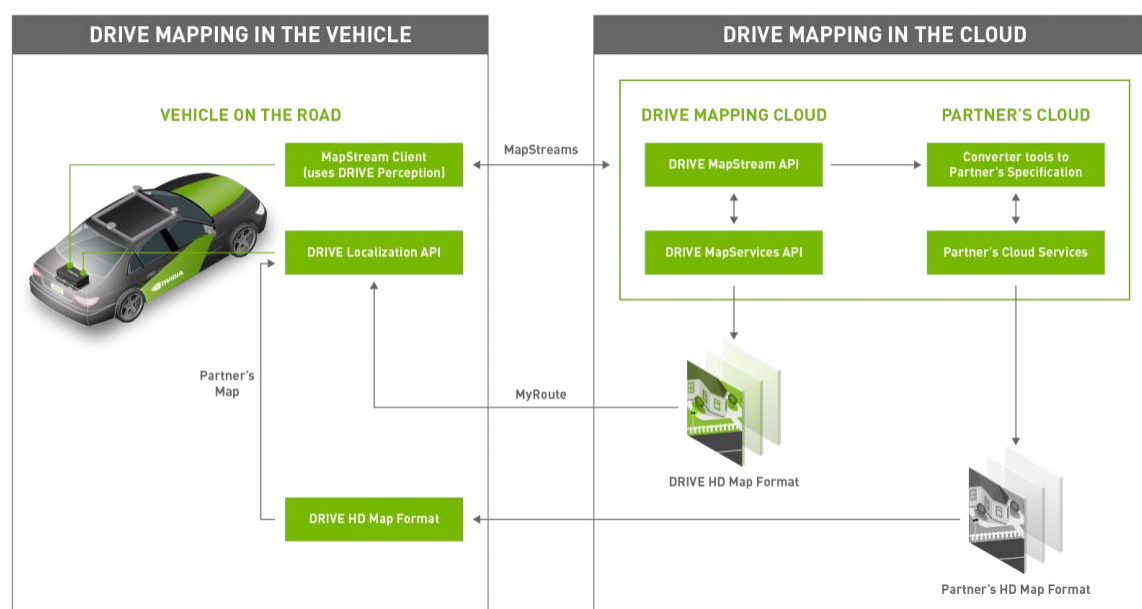 DRIVE MAPPING IN THE VEHICLE
VEHICLE ON THE ROAD
MapStream Client
(uses DRIVE Perception)
DRIVE Localization API
NVIDIA.
Partner's
Map
DRIVE HD Map Format
MapStreams
MyRoute
DRIVE MAPPING IN THE CLOUD
DRIVE MAPPING CLOUD
PARTNER'S CLOUD
DRIVE MapStream API
Converter tools to
Partner's Specification
DRIVE MapServices API
Partner's Cloud Services
DRIVE HD Map Format
Partner's HD Map Format